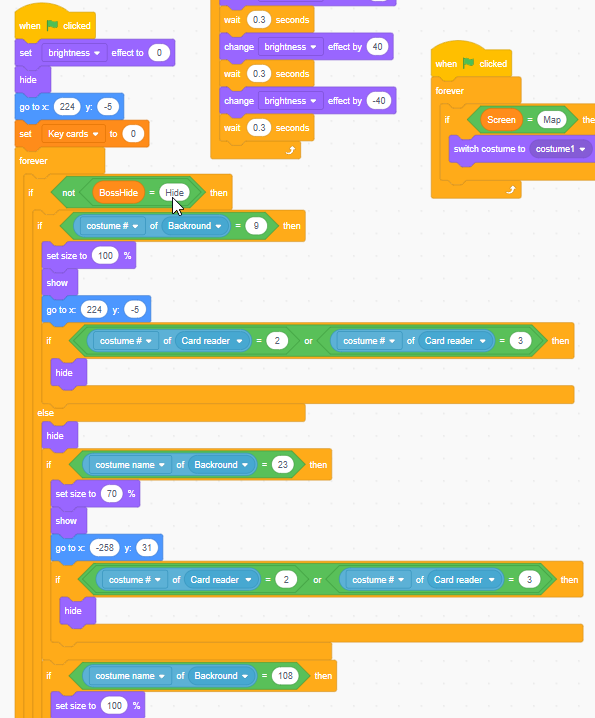 when clicked
set brightness effect to 0
hide
go to x: 224 y: -5
set Key cards to 0
forever
if not BossHide = Hide then
if costume # of Backround = 9 then
set size to 100 %
show
go to x: 224 y: -5
if costume # of Card reader = 2 or costume # of Card reader = 3 then
hide
else
hide
if costume name of Backround = 23 then
set size to 70 %
show
go to x: -258 y: 31
if costume # of Card reader = 2 or costume # of Card reader = 3 then
hide
if costume name of Backround = 108 then
set size to 100 %
wait 0.3 seconds
change brightness effect by 40
wait 0.3 seconds
change brightness effect by -40
wait 0.3 seconds
when clicked
forever
if Screen = Map the
switch costume to costume1